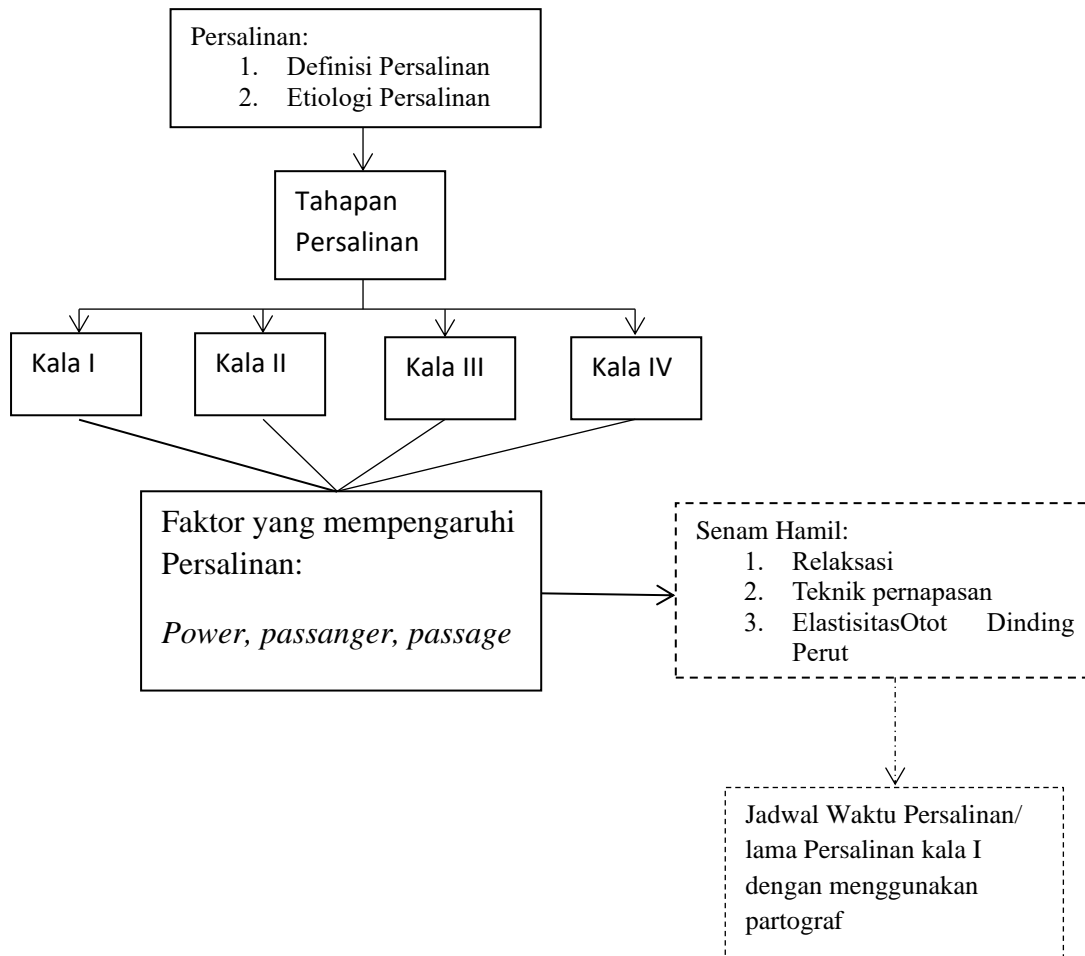 Persalinan:
1. Definisi Persalinan
2. Etiologi Persalinan
Tahapan
Persalinan
Kala I
Kala II
Kala III
Kala IV
Faktor yang mempengaruhi
Persalinan:
Power, passanger, passage
Senam Hamil:
1. Relaksasi
2. Teknik pernapasan
3. ElastisitasOtot Dinding
Perut
Jadwal Waktu Persalinan/
lama Persalinan kala I
dengan menggunakan
partograf